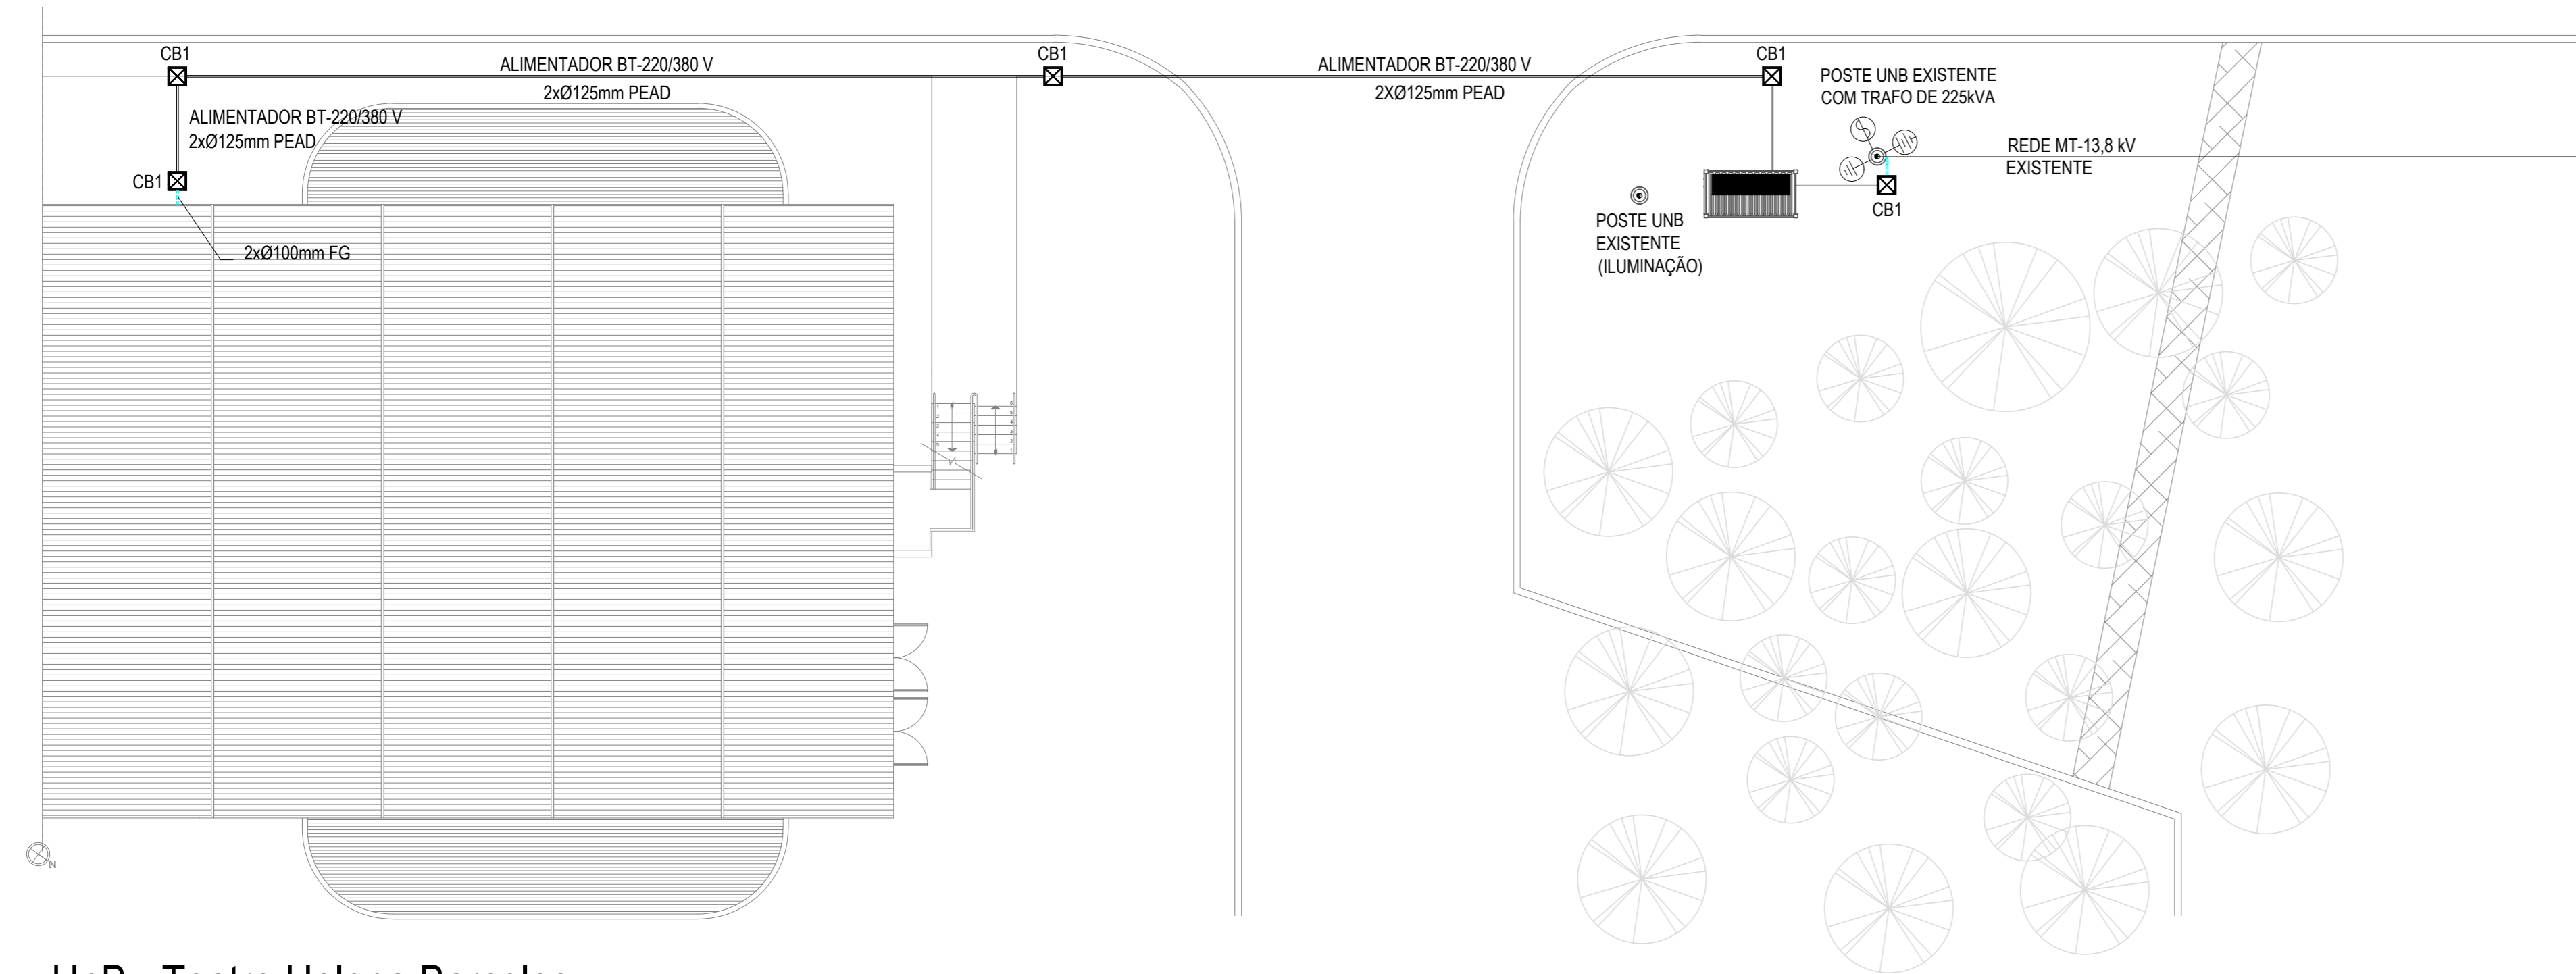 CB1
CB1
CB1
ALIMENTADOR BT-220/380 V
2xØ125mm PEAD
ALIMENTADOR BT-220/380 V
2XØ125mm PEAD
POSTE UNB EXISTENTE
COM TRAFO DE 225kVA
ALIMENTADOR BT-220/380 V
2xØ125mm PEAD
REDE MT-13,8 kV
EXISTENTE
CB1
CB1
POSTE UNB
EXISTENTE
(ILUMINAÇÃO)
2xØ100mm FG
N